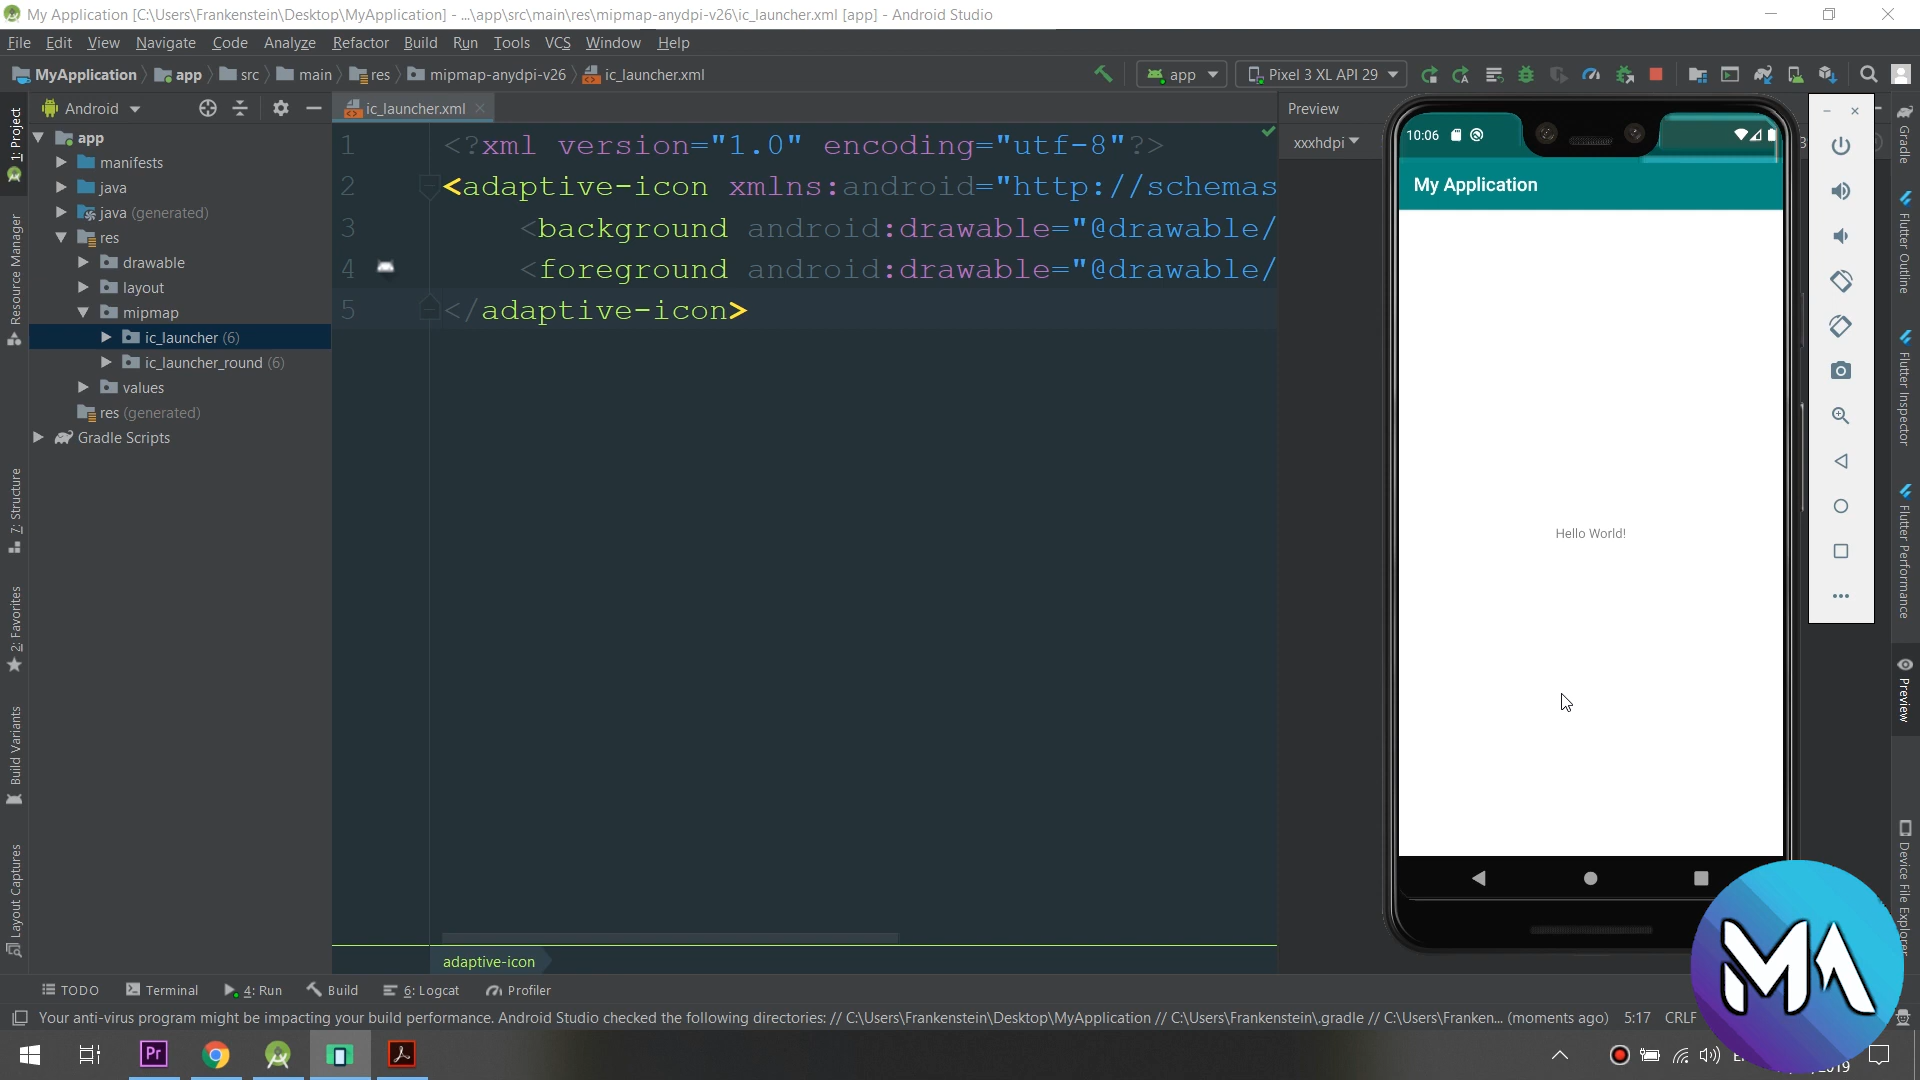 My Application [C:\Users\Frankenstein\Desktop\MyApplication] - ...\app\src\main\res\mipmap-anydpi-v26\ic_launcher.xml [app] - Android Studio
File Edit View Navigate Code Analyze Refactor Build Run Tools VCS Window Help
MyApplication app src main res mipmap-anydpi-v26 ic_launcher.xml
app Pixel 3 XL API 29
Android
ic_launcher.xml
Preview
xxxhdpi
app
manifests
java
java (generated)
res
drawable
layout
mipmap
ic_launcher (6)
ic_launcher_round (6)
values
res (generated)
Gradle Scripts
1: Project
Resource Manager
7: Structure
2: Favorites
Build Variants
Layout Captures
1 <?xml version="1.0" encoding="utf-8"?>
2 <adaptive-icon xmlns:android="http://schemas
3 <background android:drawable="@drawable/
4 <foreground android:drawable="@drawable/
5 </adaptive-icon>
adaptive-icon
10:06
My Application
Hello World!
Gradle
Flutter Outline
Flutter Inspector
Flutter Performance
Preview
Device File Explorer
TODO Terminal 4: Run Build 6: Logcat Profiler
Your anti-virus program might be impacting your build performance. Android Studio checked the following directories: // C:\Users\Frankenstein\Desktop\MyApplication // C:\Users\Frankenstein\.gradle // C:\Users\Franken... (moments ago) 5:17 CRLF
Pr
MA